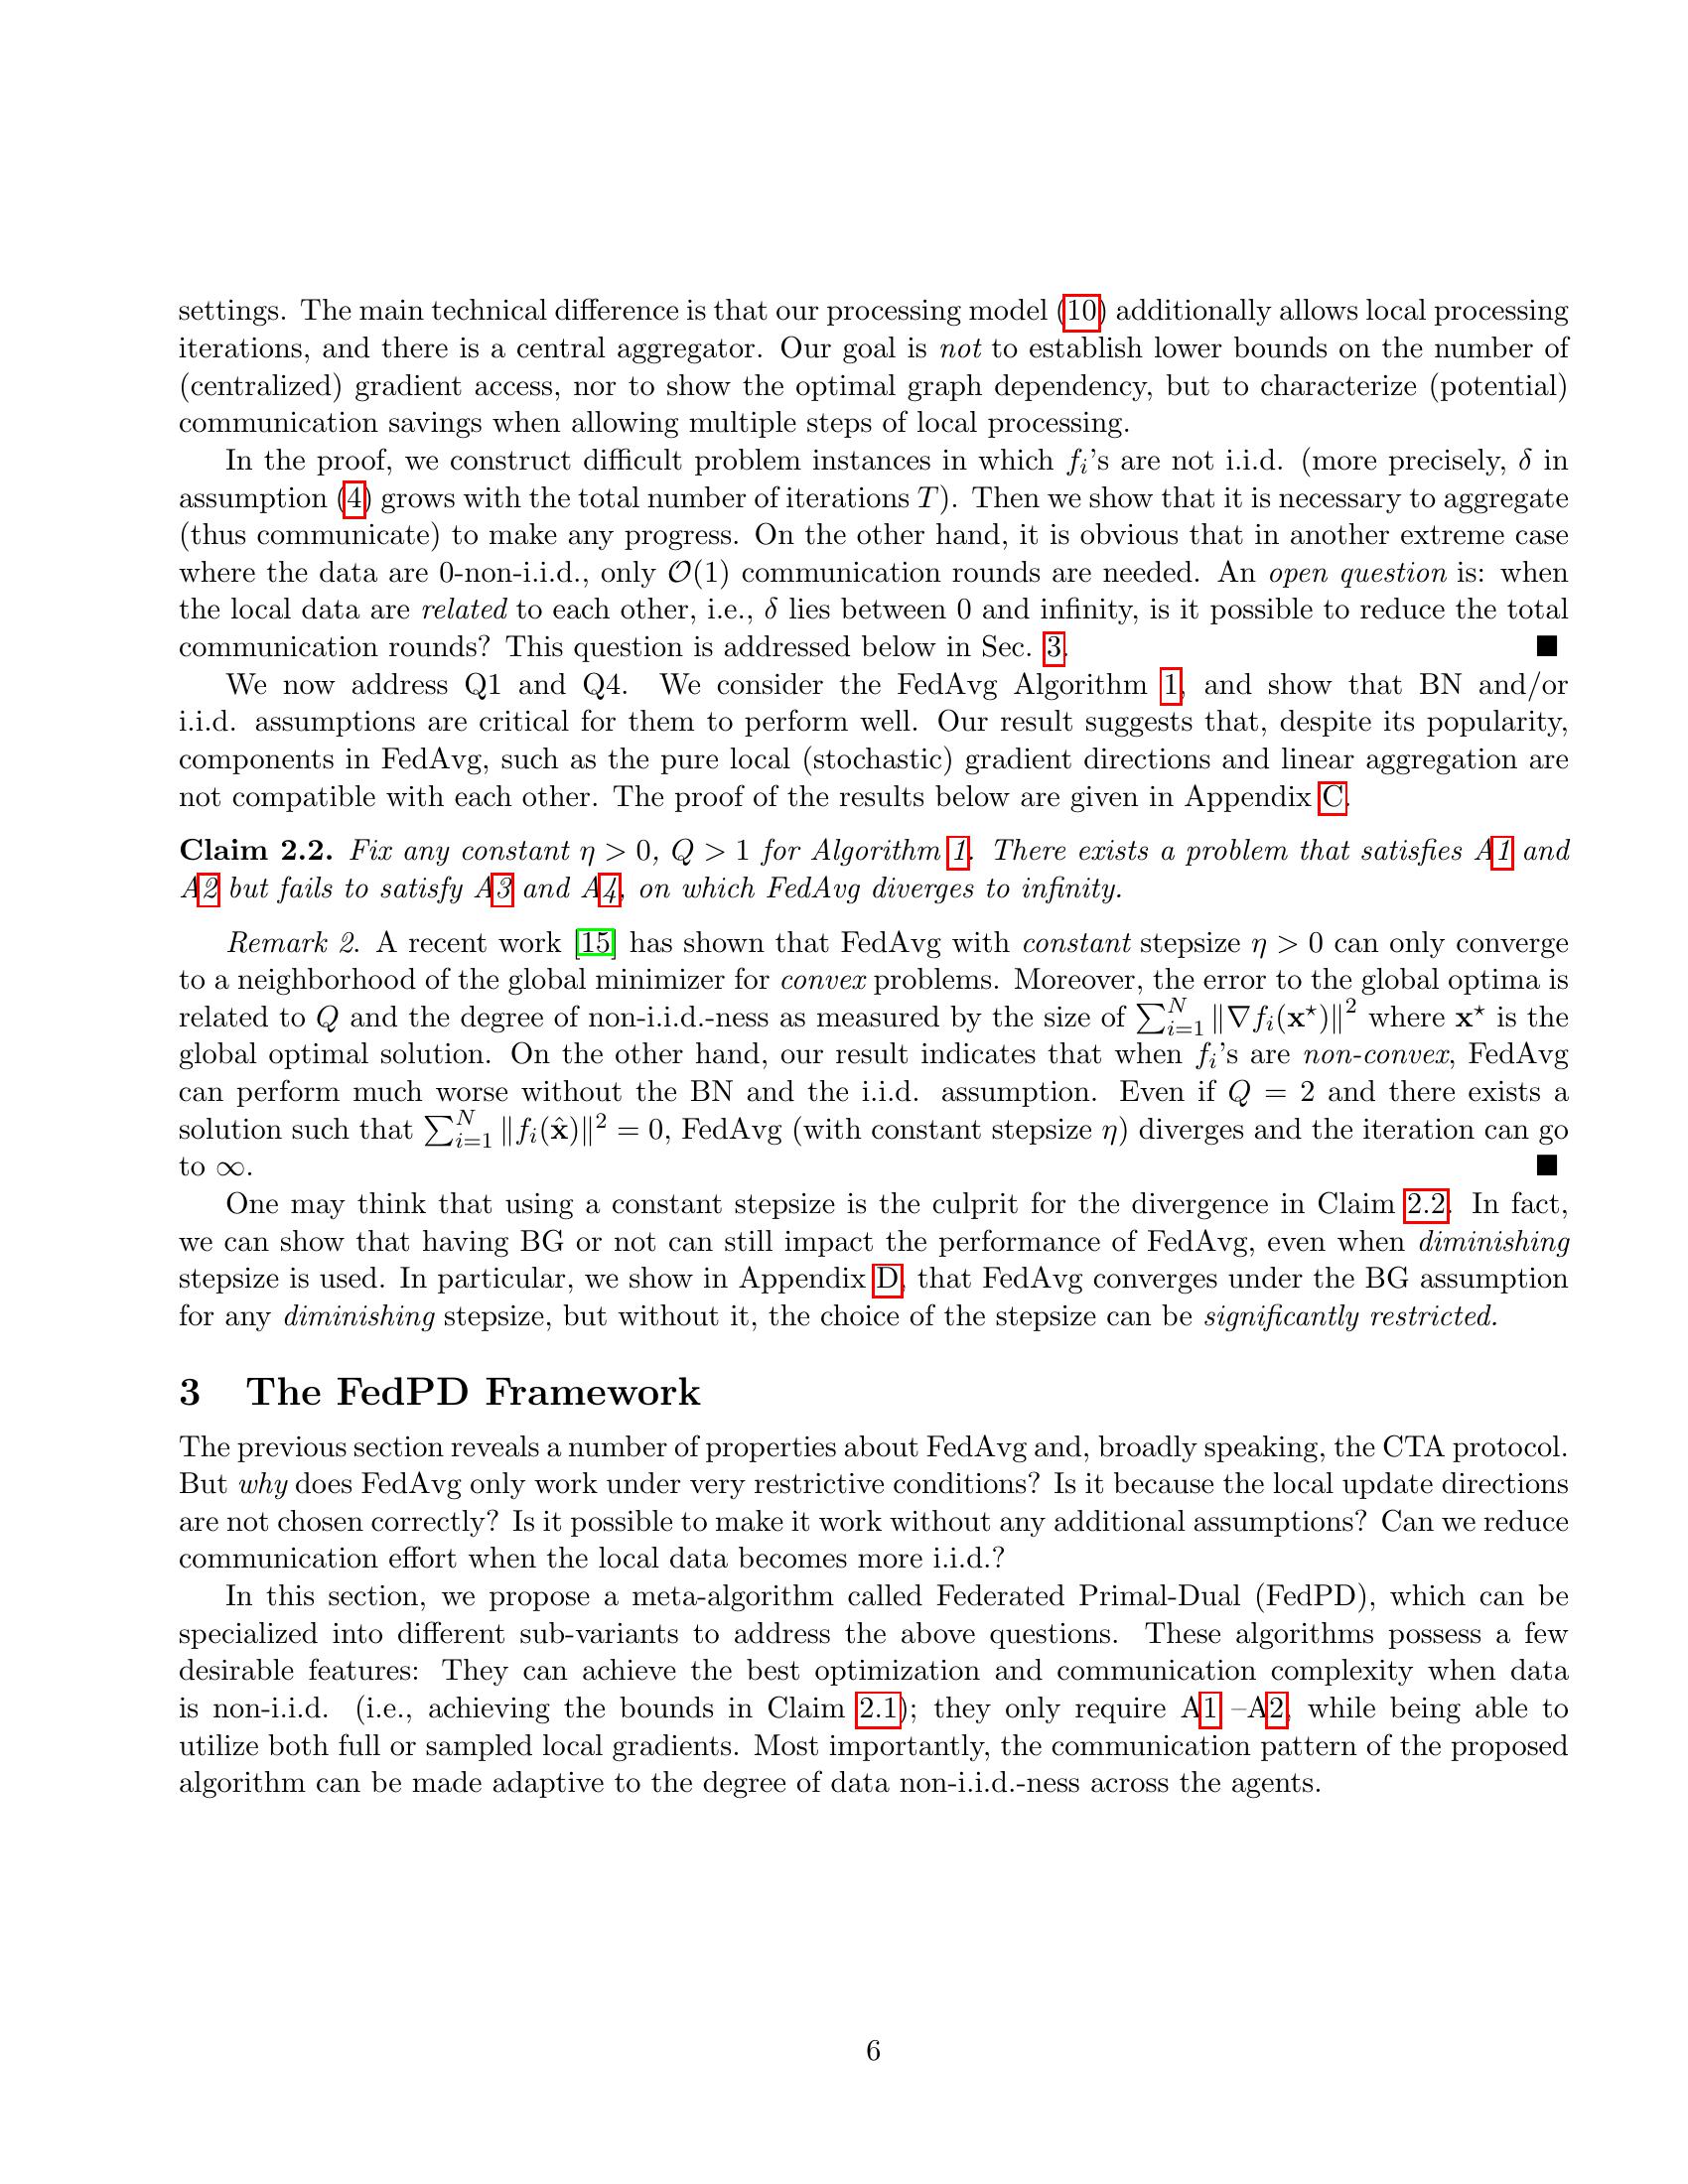 settings. The main technical difference is that our processing model (10) additionally allows local processing
iterations, and there is a central aggregator. Our goal is not to establish lower bounds on the number of
(centralized) gradient access, nor to show the optimal graph dependency, but to characterize (potential)
communication savings when allowing multiple steps of local processing.
In the proof, we construct difficult problem instances in which fᵢ's are not i.i.d. (more precisely, δ in
assumption (4) grows with the total number of iterations T). Then we show that it is necessary to aggregate
(thus communicate) to make any progress. On the other hand, it is obvious that in another extreme case
where the data are 0-non-i.i.d., only 𝒪(1) communication rounds are needed. An open question is: when
the local data are related to each other, i.e., δ lies between 0 and infinity, is it possible to reduce the total
communication rounds? This question is addressed below in Sec. 3. ■
We now address Q1 and Q4. We consider the FedAvg Algorithm 1, and show that BN and/or
i.i.d. assumptions are critical for them to perform well. Our result suggests that, despite its popularity,
components in FedAvg, such as the pure local (stochastic) gradient directions and linear aggregation are
not compatible with each other. The proof of the results below are given in Appendix C.
Claim 2.2. Fix any constant η > 0, Q > 1 for Algorithm 1. There exists a problem that satisfies A1 and
A2 but fails to satisfy A3 and A4, on which FedAvg diverges to infinity.
Remark 2. A recent work [15] has shown that FedAvg with constant stepsize η > 0 can only converge
to a neighborhood of the global minimizer for convex problems. Moreover, the error to the global optima is
related to Q and the degree of non-i.i.d.-ness as measured by the size of ∑ᵢ₌₁ᴺ ‖∇fᵢ(x⋆)‖² where x⋆ is the
global optimal solution. On the other hand, our result indicates that when fᵢ's are non-convex, FedAvg
can perform much worse without the BN and the i.i.d. assumption. Even if Q = 2 and there exists a
solution such that ∑ᵢ₌₁ᴺ ‖fᵢ(x̂)‖² = 0, FedAvg (with constant stepsize η) diverges and the iteration can go
to ∞. ■
One may think that using a constant stepsize is the culprit for the divergence in Claim 2.2. In fact,
we can show that having BG or not can still impact the performance of FedAvg, even when diminishing
stepsize is used. In particular, we show in Appendix D, that FedAvg converges under the BG assumption
for any diminishing stepsize, but without it, the choice of the stepsize can be significantly restricted.
3 The FedPD Framework
The previous section reveals a number of properties about FedAvg and, broadly speaking, the CTA protocol.
But why does FedAvg only work under very restrictive conditions? Is it because the local update directions
are not chosen correctly? Is it possible to make it work without any additional assumptions? Can we reduce
communication effort when the local data becomes more i.i.d.?
In this section, we propose a meta-algorithm called Federated Primal-Dual (FedPD), which can be
specialized into different sub-variants to address the above questions. These algorithms possess a few
desirable features: They can achieve the best optimization and communication complexity when data
is non-i.i.d. (i.e., achieving the bounds in Claim 2.1); they only require A1 –A2, while being able to
utilize both full or sampled local gradients. Most importantly, the communication pattern of the proposed
algorithm can be made adaptive to the degree of data non-i.i.d.-ness across the agents.
6